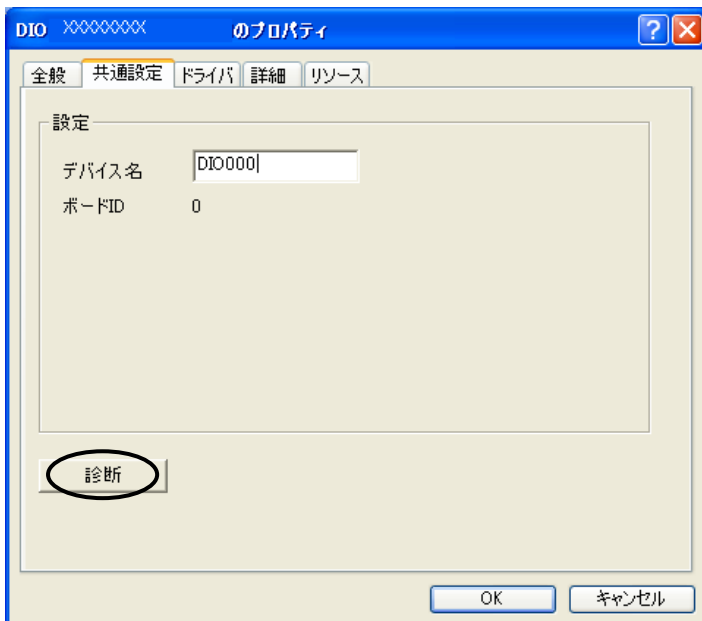 DIO XXXXXXXX のプロパティ
全般 共通設定 ドライバ 詳細 リソース
設定
デバイス名 DIO000
ボードID 0
診断
OK キャンセル